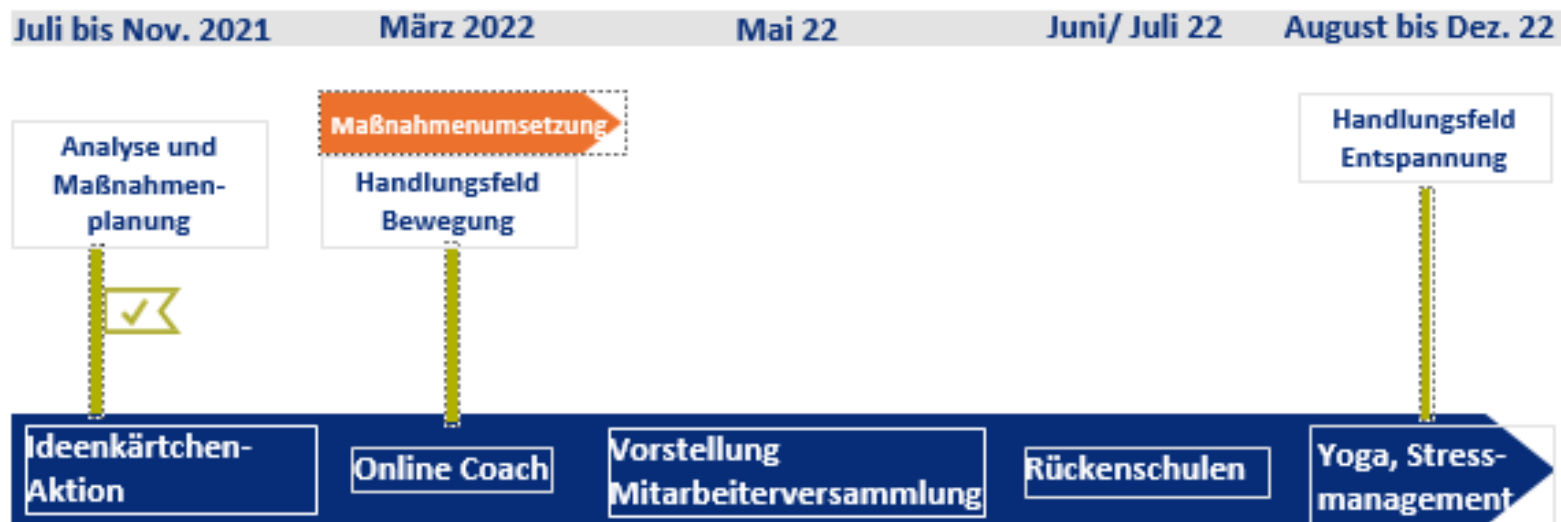 Juli bis Nov. 2021 März 2022 Mai 22 Juni/ Juli 22 August bis Dez. 22
Maßnahmenumsetzung
Analyse und
Maßnahmen-
planung
Handlungsfeld
Bewegung
Handlungsfeld
Entspannung
Ideenkärtchen-
Aktion
Online Coach
Vorstellung
Mitarbeiterversammlung
Rückenschulen
Yoga, Stress-
management